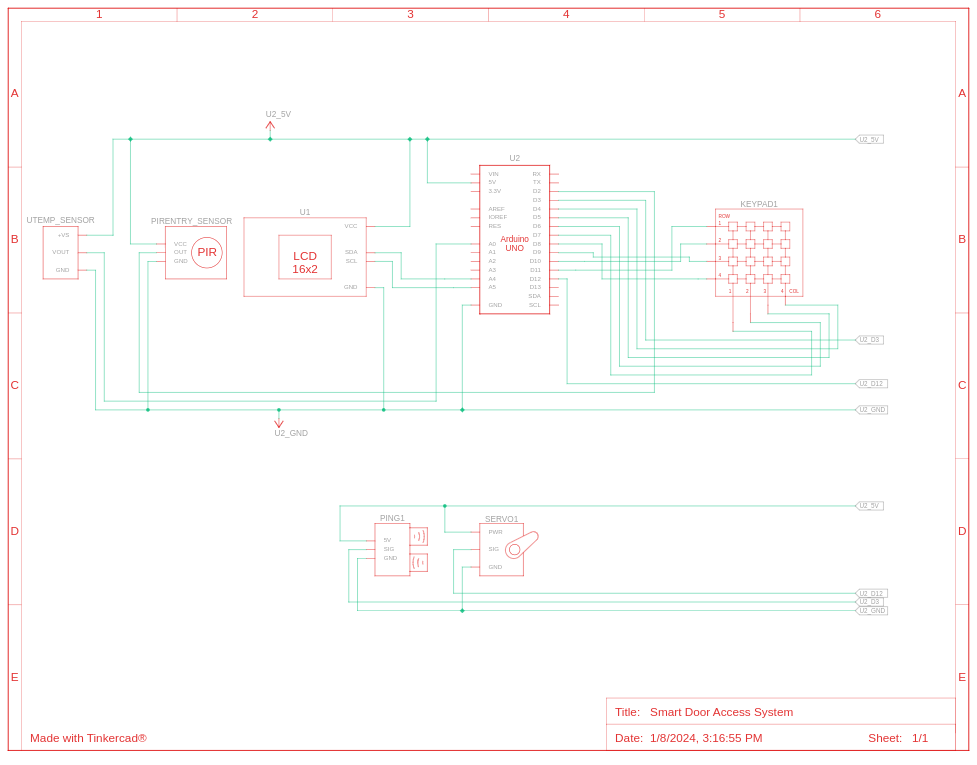 1 2 3 4 5 6
A A
U2_5V
U2_5V
U2
VIN RX
5V TX
3.3V D2
D3
AREF D4
IOREF D5
RES D6
D7
A0 D8
A1 D9
A2 D10
A3 D11
A4 D12
A5 D13
SDA
GND SCL
Arduino
UNO
B B
UTEMP_SENSOR
+VS
VOUT
GND
PIRENTRY_SENSOR
VCC
OUT
GND
PIR
U1
LCD
16x2
VCC
SDA
SCL
GND
KEYPAD1
ROW
1
2
3
4
1 2 3 4 COL
U2_D3
C C
U2_D12
U2_GND
U2_GND
U2_5V
D D
PING1
5V
SIG
GND
SERVO1
PWR
SIG
GND
U2_D12
U2_D3
U2_GND
E E
Title: Smart Door Access System
Made with Tinkercad®
Date: 1/8/2024, 3:16:55 PM Sheet: 1/1